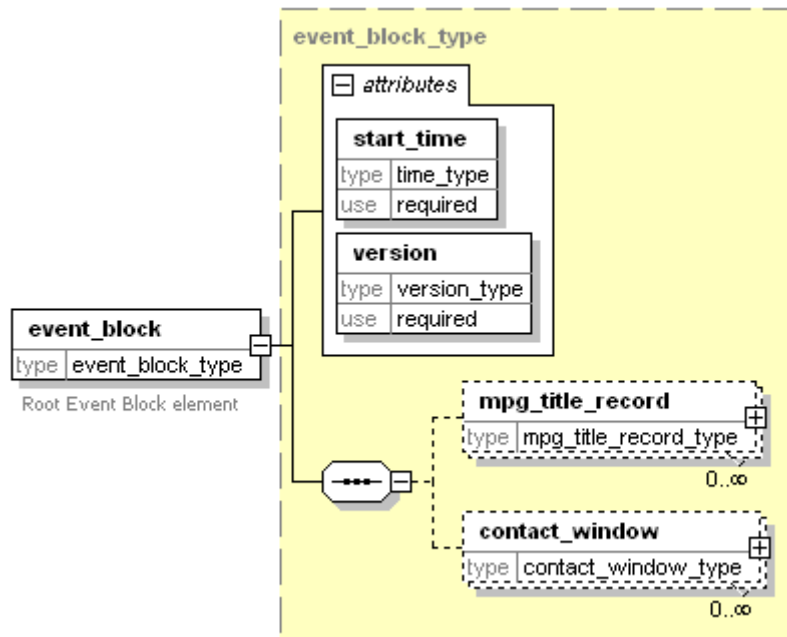 event_block_type
attributes
start_time
type time_type
use required
version
type version_type
use required
event_block
type event_block_type
Root Event Block element
mpg_title_record
type mpg_title_record_type
0..∞
contact_window
type contact_window_type
0..∞